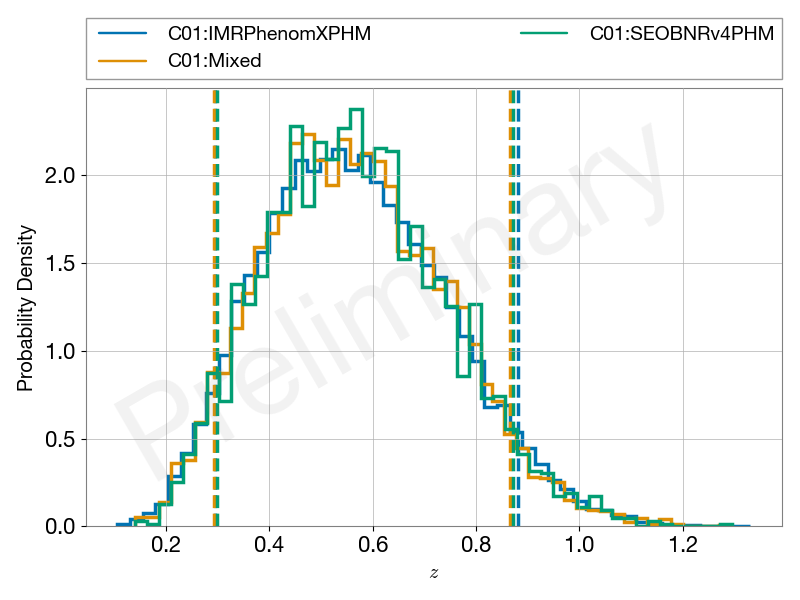 C01:IMRPhenomXPHM
C01:Mixed
C01:SEOBNRv4PHM
Preliminary
Probability Density
2.0
1.5
1.0
0.5
0.0
0.2 0.4 0.6 0.8 1.0 1.2
z